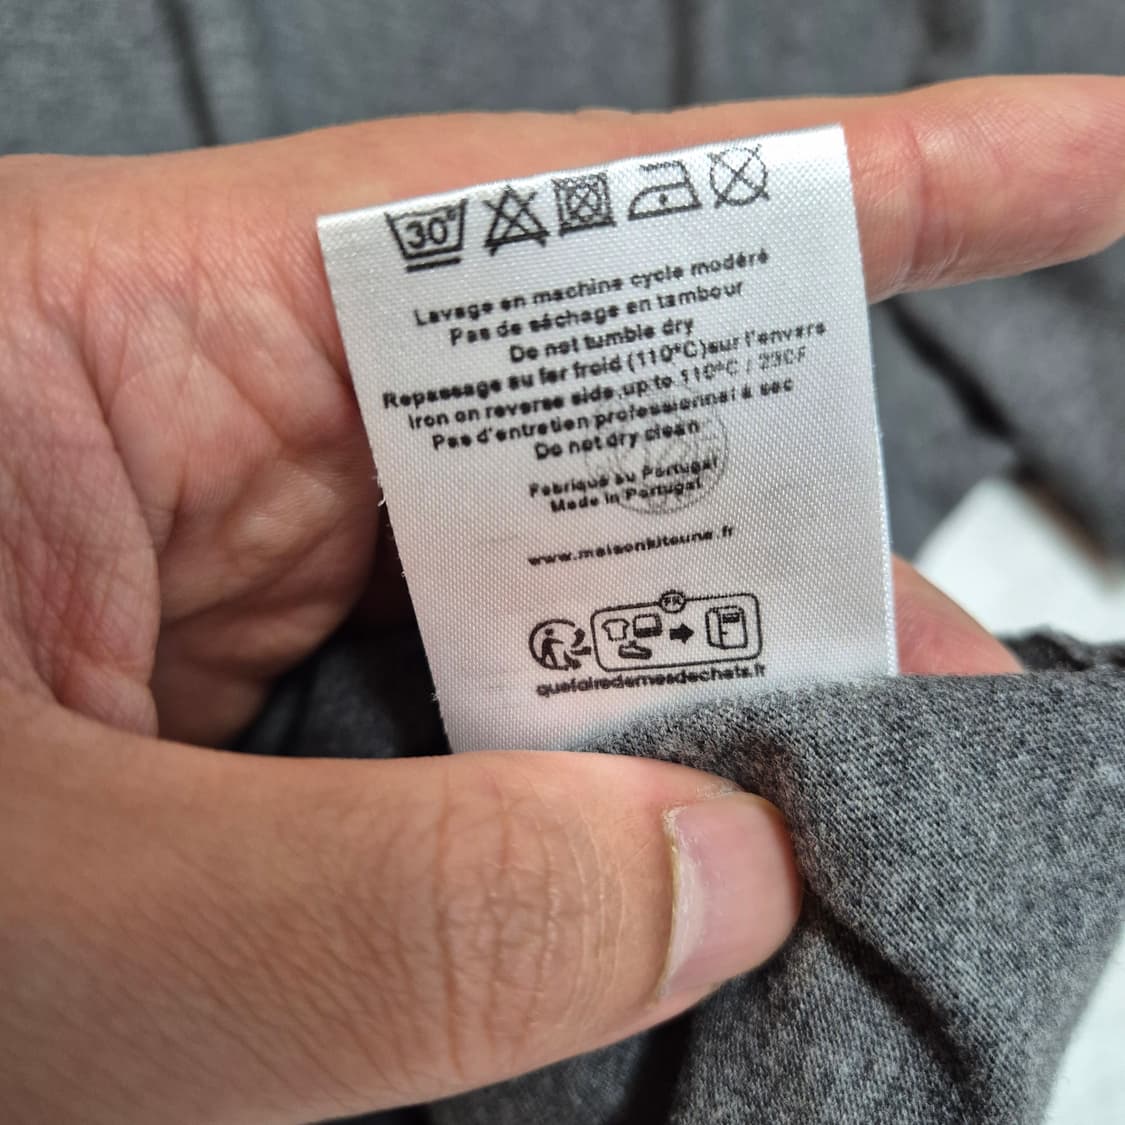 30°
Lavage en machine cycle modéré
Pas de séchage en tambour
Do not tumble dry
Repassage au fer froid (110°C)sur l'envers
Iron on reverse side,up to 110°C / 230F
Pas d'entretien professionnel à sec
Do not dry clean
Fabriqué au Portugal
Made in Portugal
www.maisonkitsune.fr
FR
quefairedemesdechets.fr